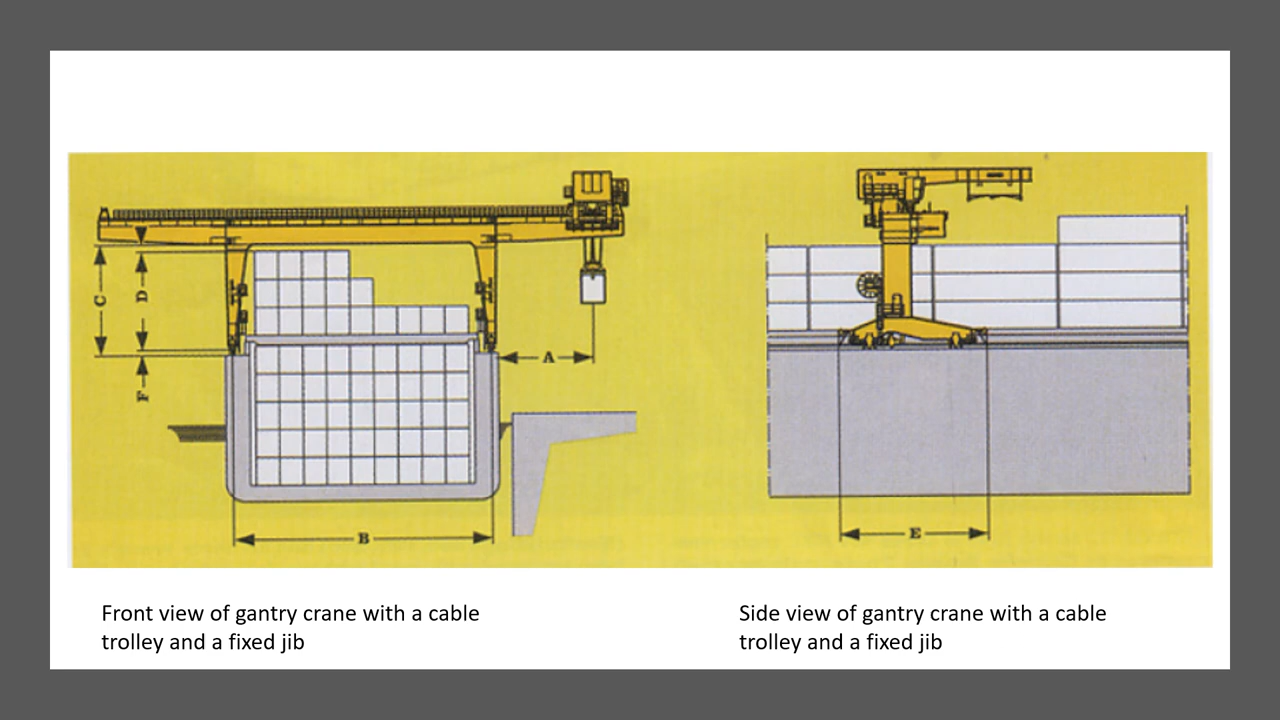 C
D
F
A
B
E
Front view of gantry crane with a cable
trolley and a fixed jib
Side view of gantry crane with a cable
trolley and a fixed jib